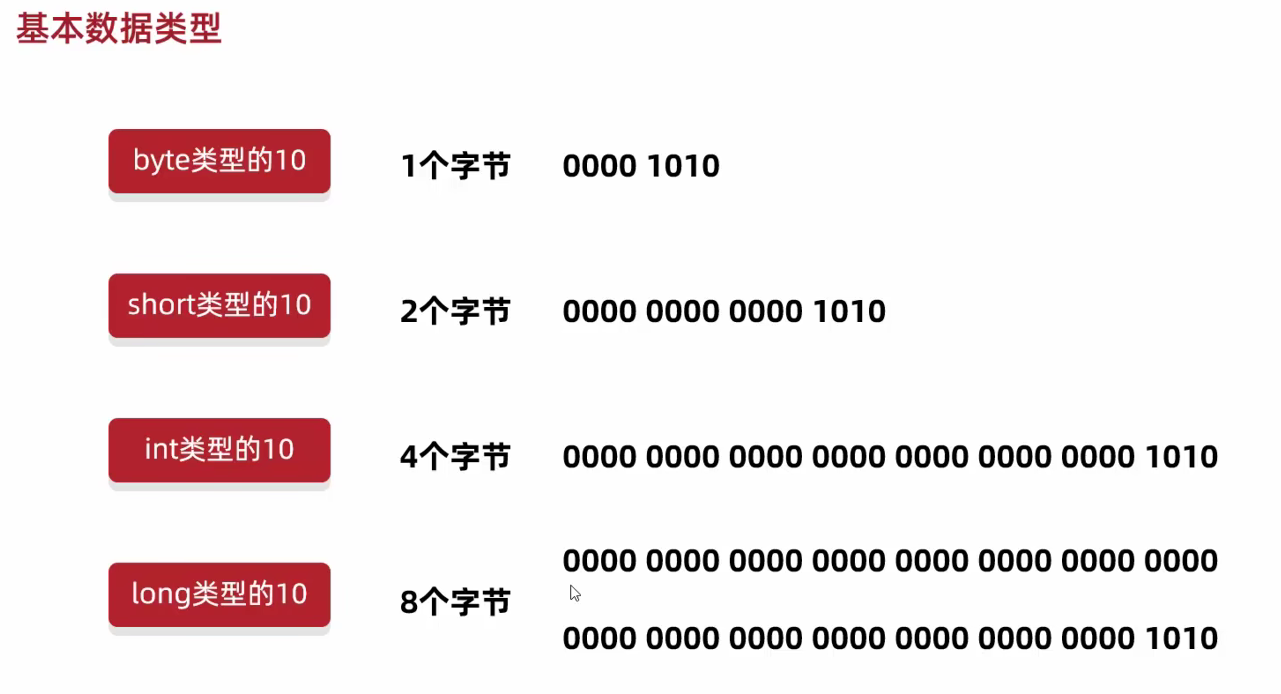 基本数据类型
byte类型的10 1个字节 0000 1010
short类型的10 2个字节 0000 0000 0000 1010
int类型的10 4个字节 0000 0000 0000 0000 0000 0000 0000 1010
long类型的10 8个字节 0000 0000 0000 0000 0000 0000 0000 0000
0000 0000 0000 0000 0000 0000 0000 1010